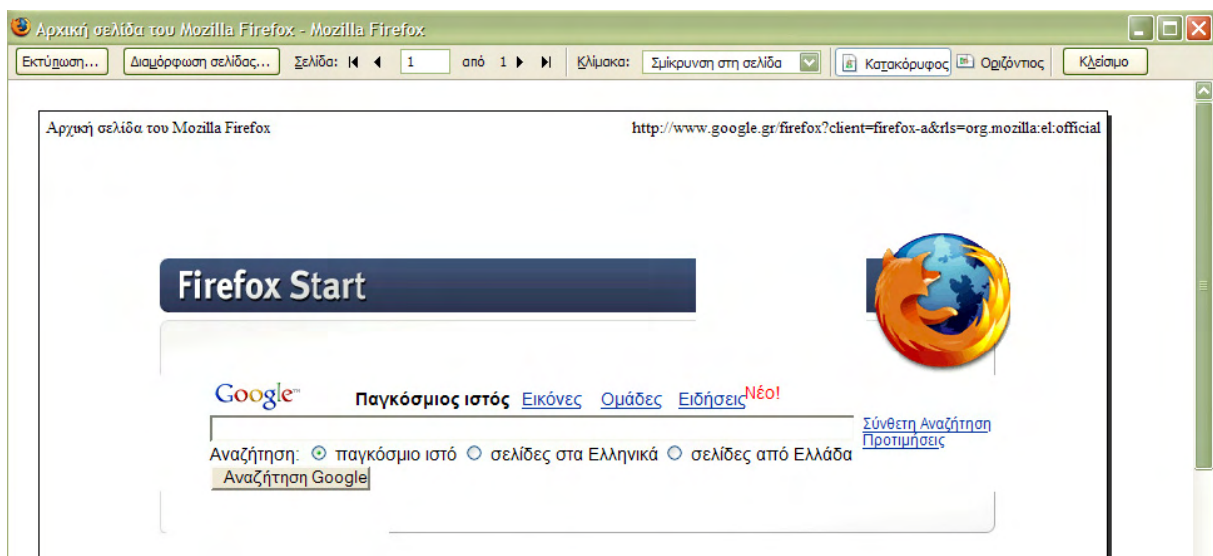 Αρχική σελίδα του Mozilla Firefox - Mozilla Firefox
Εκτύπωση... Διαμόρφωση σελίδας... Σελίδα: 1 από 1 Κλίμακα: Σμίκρυνση στη σελίδα Κατακόρυφος Οριζόντιος Κλείσιμο
Αρχική σελίδα του Mozilla Firefox http://www.google.gr/firefox?client=firefox-a&rls=org.mozilla:el:official
Firefox Start
Google™ Παγκόσμιος ιστός Εικόνες Ομάδες Ειδήσεις Νέο!
Σύνθετη Αναζήτηση
Προτιμήσεις
Αναζήτηση: παγκόσμιο ιστό σελίδες στα Ελληνικά σελίδες από Ελλάδα
Αναζήτηση Google